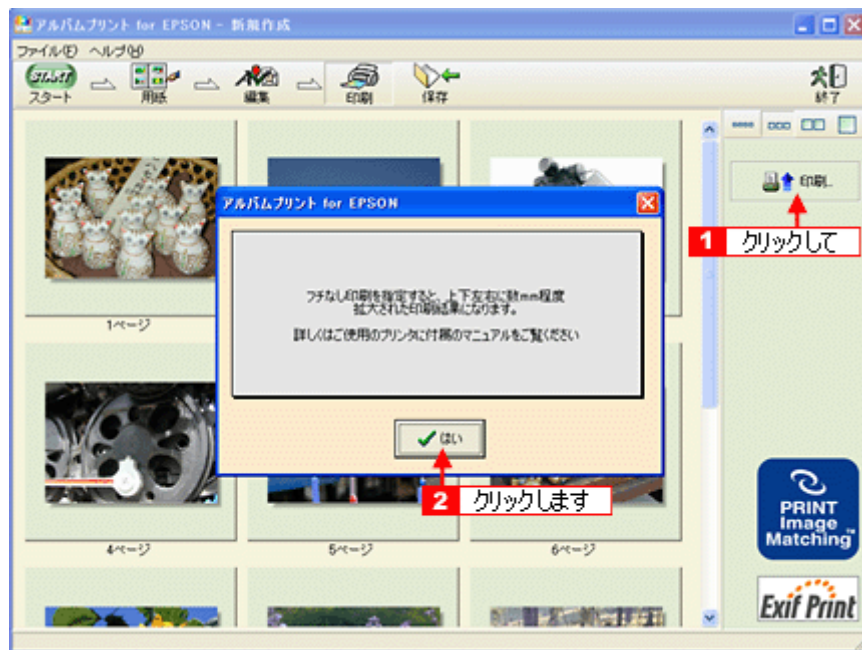 アルバムプリント for EPSON - 新規作成
ファイル(F) ヘルプ(H)
START
スタート
用紙
編集
印刷
保存
終了
印刷...
1 クリックして
アルバムプリント for EPSON
フチなし印刷を指定すると、上下左右に数mm程度
拡大された印刷結果になります。
詳しくはご使用のプリンタに付属のマニュアルをご覧ください
はい
2 クリックします
1ページ
4ページ
5ページ
6ページ
PRINT
Image
Matching
TM
Exif Print